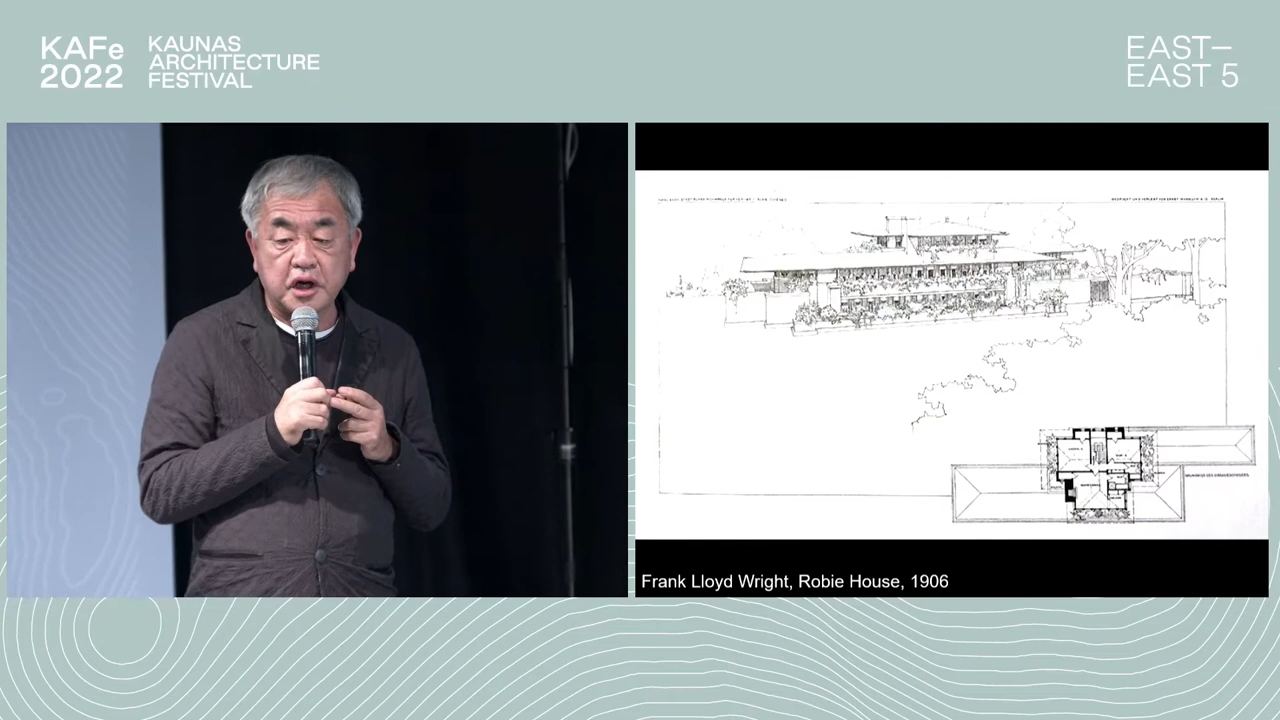 KAFe
2022
KAUNAS
ARCHITECTURE
FESTIVAL
EAST–
EAST 5
Frank Lloyd Wright, Robie House, 1906